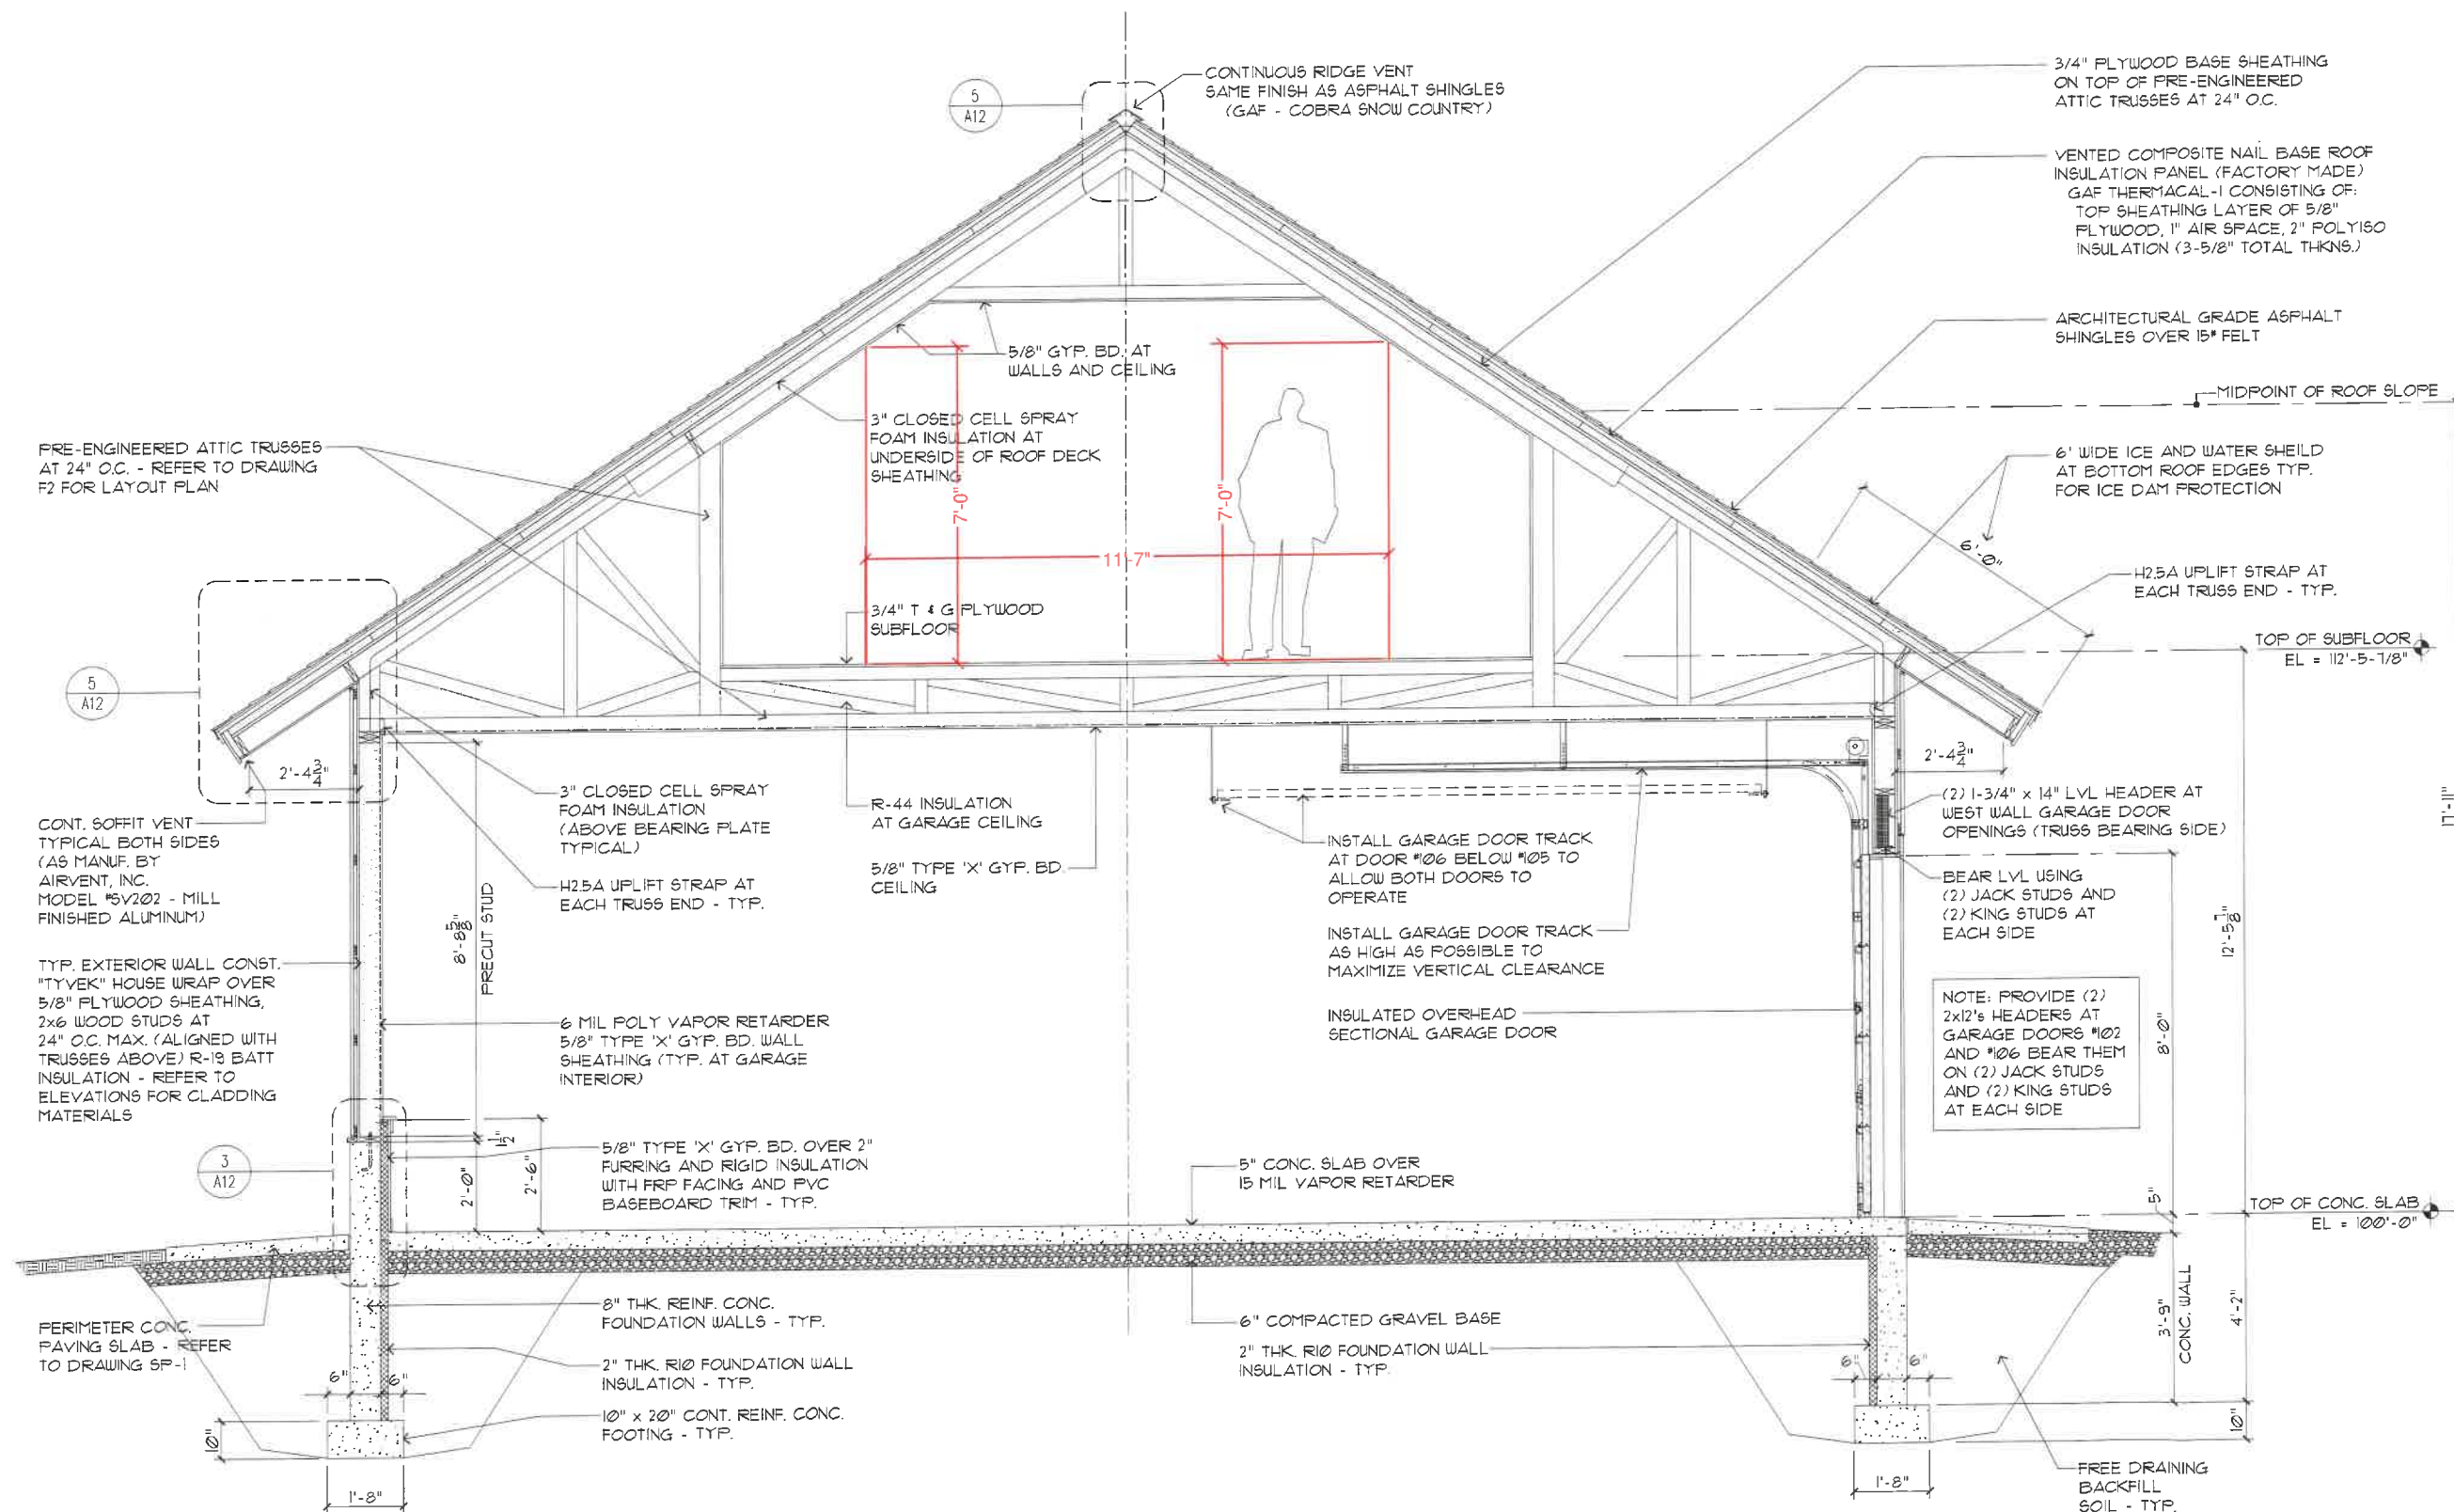 5
A12
CONTINUOUS RIDGE VENT
SAME FINISH AS ASPHALT SHINGLES
(GAF - COBRA SNOW COUNTRY)
3/4" PLYWOOD BASE SHEATHING
ON TOP OF PRE-ENGINEERED
ATTIC TRUSSES AT 24" O.C.
VENTED COMPOSITE NAIL BASE ROOF
INSULATION PANEL (FACTORY MADE)
GAF THERMACAL-1 CONSISTING OF:
TOP SHEATHING LAYER OF 5/8"
PLYWOOD, 1" AIR SPACE, 2" POLYISO
INSULATION (3-5/8" TOTAL THKNS.)
ARCHITECTURAL GRADE ASPHALT
SHINGLES OVER 15# FELT
MIDPOINT OF ROOF SLOPE
6' WIDE ICE AND WATER SHEILD
AT BOTTOM ROOF EDGES TYP.
FOR ICE DAM PROTECTION
6'-0"
H2.5A UPLIFT STRAP AT
EACH TRUSS END - TYP.
TOP OF SUBFLOOR
EL = 112'-5-7/8"
5/8" GYP. BD. AT
WALLS AND CEILING
3" CLOSED CELL SPRAY
FOAM INSULATION AT
UNDERSIDE OF ROOF DECK
SHEATHING
7'-0"
7'-0"
11'-7"
3/4" T & G PLYWOOD
SUBFLOOR
PRE-ENGINEERED ATTIC TRUSSES
AT 24" O.C. - REFER TO DRAWING
F2 FOR LAYOUT PLAN
5
A12
2'-4 3/4"
CONT. SOFFIT VENT
TYPICAL BOTH SIDES
(AS MANUF. BY
AIRVENT, INC.
MODEL #SV202 - MILL
FINISHED ALUMINUM)
TYP. EXTERIOR WALL CONST.
"TYVEK" HOUSE WRAP OVER
5/8" PLYWOOD SHEATHING,
2x6 WOOD STUDS AT
24" O.C. MAX. (ALIGNED WITH
TRUSSES ABOVE) R-19 BATT
INSULATION - REFER TO
ELEVATIONS FOR CLADDING
MATERIALS
8'-8 5/8"
PRECUT STUD
3" CLOSED CELL SPRAY
FOAM INSULATION
(ABOVE BEARING PLATE
TYPICAL)
H2.5A UPLIFT STRAP AT
EACH TRUSS END - TYP.
R-44 INSULATION
AT GARAGE CEILING
5/8" TYPE 'X' GYP. BD.
CEILING
6 MIL POLY VAPOR RETARDER
5/8" TYPE 'X' GYP. BD. WALL
SHEATHING (TYP. AT GARAGE
INTERIOR)
INSTALL GARAGE DOOR TRACK
AT DOOR #106 BELOW #105 TO
ALLOW BOTH DOORS TO
OPERATE
INSTALL GARAGE DOOR TRACK
AS HIGH AS POSSIBLE TO
MAXIMIZE VERTICAL CLEARANCE
INSULATED OVERHEAD
SECTIONAL GARAGE DOOR
2'-4 3/4"
(2) 1-3/4" x 14" LVL HEADER AT
WEST WALL GARAGE DOOR
OPENINGS (TRUSS BEARING SIDE)
BEAR LVL USING
(2) JACK STUDS AND
(2) KING STUDS AT
EACH SIDE
NOTE: PROVIDE (2)
2x12's HEADERS AT
GARAGE DOORS #102
AND #106 BEAR THEM
ON (2) JACK STUDS
AND (2) KING STUDS
AT EACH SIDE
8'-0"
12'-5 7/8"
17'-11"
3
A12
1 1/2"
2'-0"
2'-6"
5/8" TYPE 'X' GYP. BD. OVER 2"
FURRING AND RIGID INSULATION
WITH FRP FACING AND PVC
BASEBOARD TRIM - TYP.
5" CONC. SLAB OVER
15 MIL VAPOR RETARDER
5"
TOP OF CONC. SLAB
EL = 100'-0"
PERIMETER CONC.
PAVING SLAB - REFER
TO DRAWING SP-1
8" THK. REINF. CONC.
FOUNDATION WALLS - TYP.
2" THK. R10 FOUNDATION WALL
INSULATION - TYP.
10" x 20" CONT. REINF. CONC.
FOOTING - TYP.
6" COMPACTED GRAVEL BASE
2" THK. R10 FOUNDATION WALL
INSULATION - TYP.
3'-9"
CONC. WALL
4'-2"
6"
6"
10"
1'-8"
6"
6"
10"
1'-8"
FREE DRAINING
BACKFILL
SOIL - TYP.